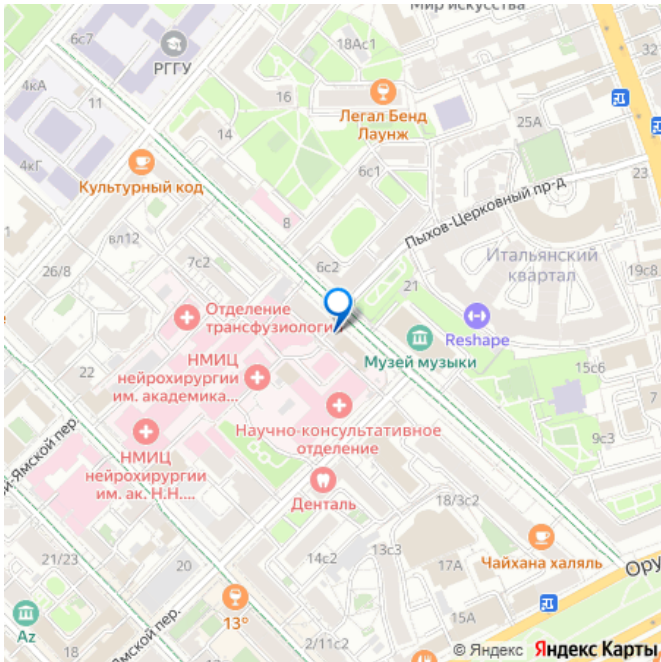 Мир искусства
6с7
18Ас1
РГГУ
4кА
11
16
Легал Бенд
Лаунж
32
25А
14
6с1
4кГ
Культурный код
23
8
Пыхов-Церковный пр-д
вл12
7с2
6с2
26/8
Итальянский
квартал
19с8
21
Отделение
трансфузиологии
Reshape
Музей музыки
НМИЦ
нейрохирургии
им. академика...
22
15с6
7
Научно-консультативное
отделение
9с3
НМИЦ
нейрохирургии
им. ак. Н.Н....
й-Ямской пер.
Денталь
18/3с2
13с3
14с2
17А
Чайхана халяль
21/23
20
Ору
13°
15А
Az
18
Ямской пер.
2/11с2
© Яндекс Яндекс Карты